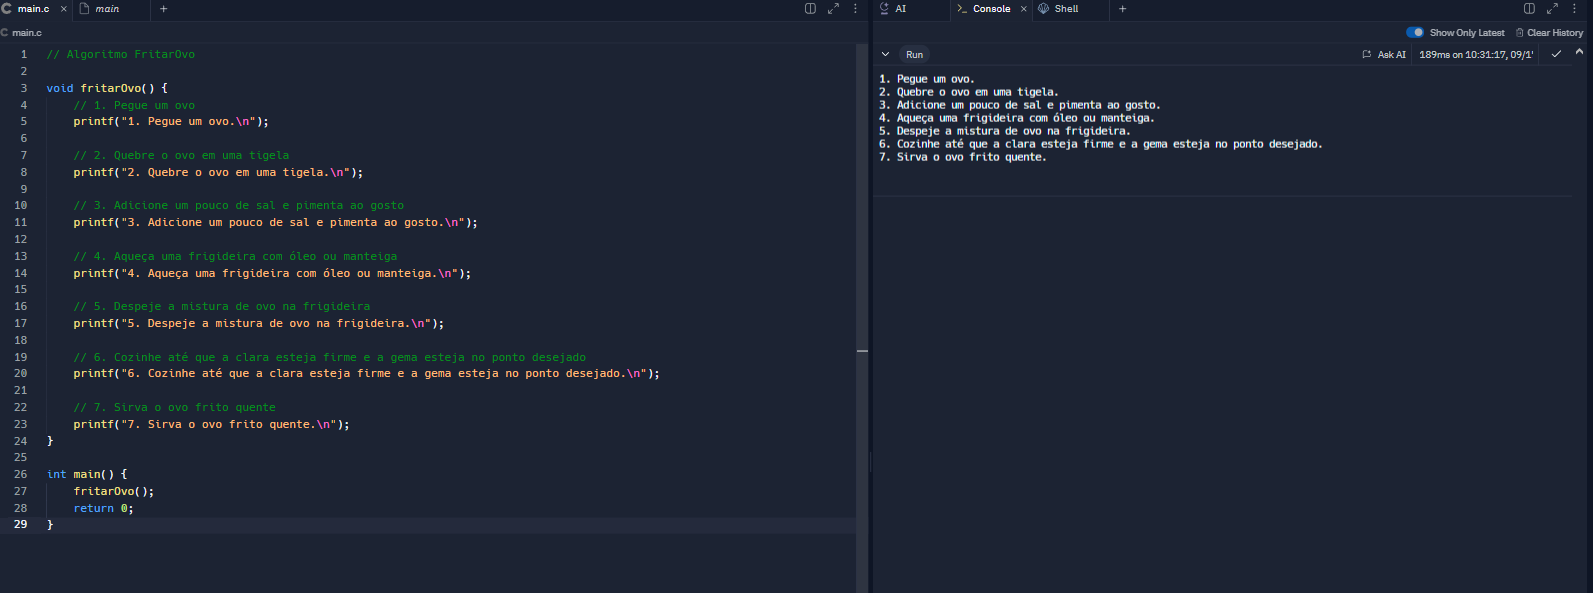 main.c
main
main.c
1 // Algoritmo FritarOvo
2
3 void fritarOvo() {
4 // 1. Pegue um ovo
5 printf("1. Pegue um ovo.\n");
6
7 // 2. Quebre o ovo em uma tigela
8 printf("2. Quebre o ovo em uma tigela.\n");
9
10 // 3. Adicione um pouco de sal e pimenta ao gosto
11 printf("3. Adicione um pouco de sal e pimenta ao gosto.\n");
12
13 // 4. Aqueça uma frigideira com óleo ou manteiga
14 printf("4. Aqueça uma frigideira com óleo ou manteiga.\n");
15
16 // 5. Despeje a mistura de ovo na frigideira
17 printf("5. Despeje a mistura de ovo na frigideira.\n");
18
19 // 6. Cozinhe até que a clara esteja firme e a gema esteja no ponto desejado
20 printf("6. Cozinhe até que a clara esteja firme e a gema esteja no ponto desejado.\n");
21
22 // 7. Sirva o ovo frito quente
23 printf("7. Sirva o ovo frito quente.\n");
24 }
25
26 int main() {
27 fritarOvo();
28 return 0;
29 }
AI
Console
Shell
Show Only Latest
Clear History
Run
Ask AI
189ms on 10:31:17, 09/1
1. Pegue um ovo.
2. Quebre o ovo em uma tigela.
3. Adicione um pouco de sal e pimenta ao gosto.
4. Aqueça uma frigideira com óleo ou manteiga.
5. Despeje a mistura de ovo na frigideira.
6. Cozinhe até que a clara esteja firme e a gema esteja no ponto desejado.
7. Sirva o ovo frito quente.